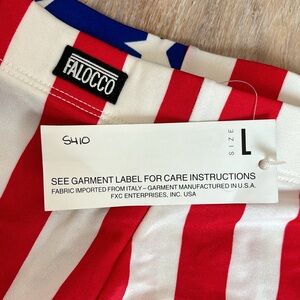 FALOCCO
S410
SIZE L
SEE GARMENT LABEL FOR CARE INSTRUCTIONS
FABRIC IMPORTED FROM ITALY – GARMENT MANUFACTURED IN U.S.A.
FXC ENTERPRISES, INC. USA